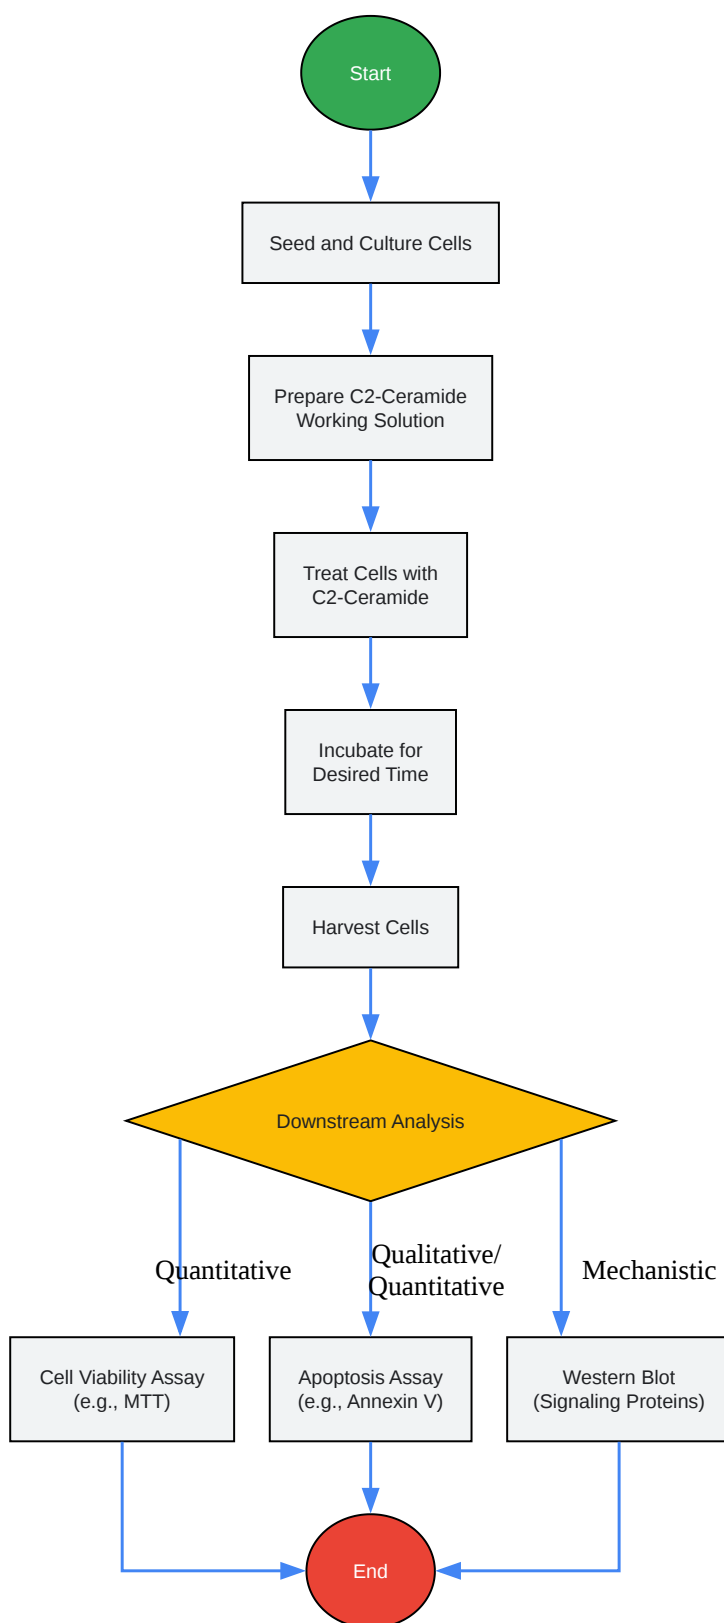 Start
Seed and Culture Cells
Prepare C2-Ceramide
Working Solution
Treat Cells with
C2-Ceramide
Incubate for
Desired Time
Harvest Cells
Downstream Analysis
Quantitative
Qualitative/
Quantitative
Mechanistic
Cell Viability Assay
(e.g., MTT)
Apoptosis Assay
(e.g., Annexin V)
Western Blot
(Signaling Proteins)
End